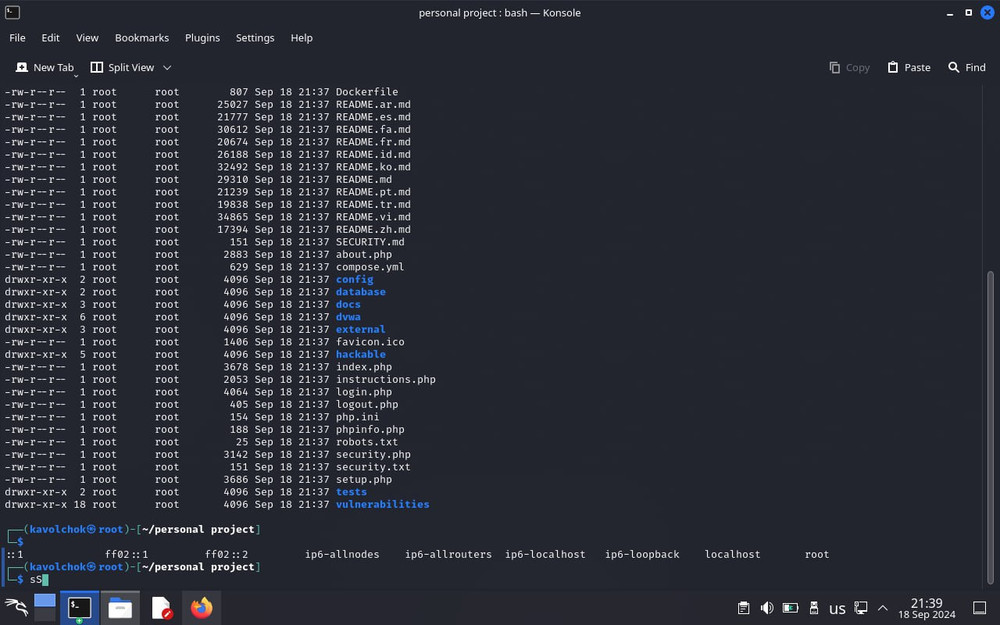 personal project : bash — Konsole
File Edit View Bookmarks Plugins Settings Help
New Tab Split View Copy Paste Find
-rw-r--r-- 1 root root 807 Sep 18 21:37 Dockerfile
-rw-r--r-- 1 root root 25027 Sep 18 21:37 README.ar.md
-rw-r--r-- 1 root root 21777 Sep 18 21:37 README.es.md
-rw-r--r-- 1 root root 30612 Sep 18 21:37 README.fa.md
-rw-r--r-- 1 root root 20674 Sep 18 21:37 README.fr.md
-rw-r--r-- 1 root root 26188 Sep 18 21:37 README.id.md
-rw-r--r-- 1 root root 32492 Sep 18 21:37 README.ko.md
-rw-r--r-- 1 root root 29310 Sep 18 21:37 README.md
-rw-r--r-- 1 root root 21239 Sep 18 21:37 README.pt.md
-rw-r--r-- 1 root root 19838 Sep 18 21:37 README.tr.md
-rw-r--r-- 1 root root 34865 Sep 18 21:37 README.vi.md
-rw-r--r-- 1 root root 17394 Sep 18 21:37 README.zh.md
-rw-r--r-- 1 root root 151 Sep 18 21:37 SECURITY.md
-rw-r--r-- 1 root root 2883 Sep 18 21:37 about.php
-rw-r--r-- 1 root root 629 Sep 18 21:37 compose.yml
drwxr-xr-x 2 root root 4096 Sep 18 21:37 config
drwxr-xr-x 2 root root 4096 Sep 18 21:37 database
drwxr-xr-x 3 root root 4096 Sep 18 21:37 docs
drwxr-xr-x 6 root root 4096 Sep 18 21:37 dvwa
drwxr-xr-x 3 root root 4096 Sep 18 21:37 external
-rw-r--r-- 1 root root 1406 Sep 18 21:37 favicon.ico
drwxr-xr-x 5 root root 4096 Sep 18 21:37 hackable
-rw-r--r-- 1 root root 3678 Sep 18 21:37 index.php
-rw-r--r-- 1 root root 2053 Sep 18 21:37 instructions.php
-rw-r--r-- 1 root root 4064 Sep 18 21:37 login.php
-rw-r--r-- 1 root root 405 Sep 18 21:37 logout.php
-rw-r--r-- 1 root root 154 Sep 18 21:37 php.ini
-rw-r--r-- 1 root root 188 Sep 18 21:37 phpinfo.php
-rw-r--r-- 1 root root 25 Sep 18 21:37 robots.txt
-rw-r--r-- 1 root root 3142 Sep 18 21:37 security.php
-rw-r--r-- 1 root root 151 Sep 18 21:37 security.txt
-rw-r--r-- 1 root root 3686 Sep 18 21:37 setup.php
drwxr-xr-x 2 root root 4096 Sep 18 21:37 tests
drwxr-xr-x 18 root root 4096 Sep 18 21:37 vulnerabilities
┌──(kavolchok㉿root)-[~/personal project]
└─$
::1 ff02::1 ff02::2 ip6-allnodes ip6-allrouters ip6-localhost ip6-loopback localhost root
┌──(kavolchok㉿root)-[~/personal project]
└─$ sS
us 21:39
18 Sep 2024